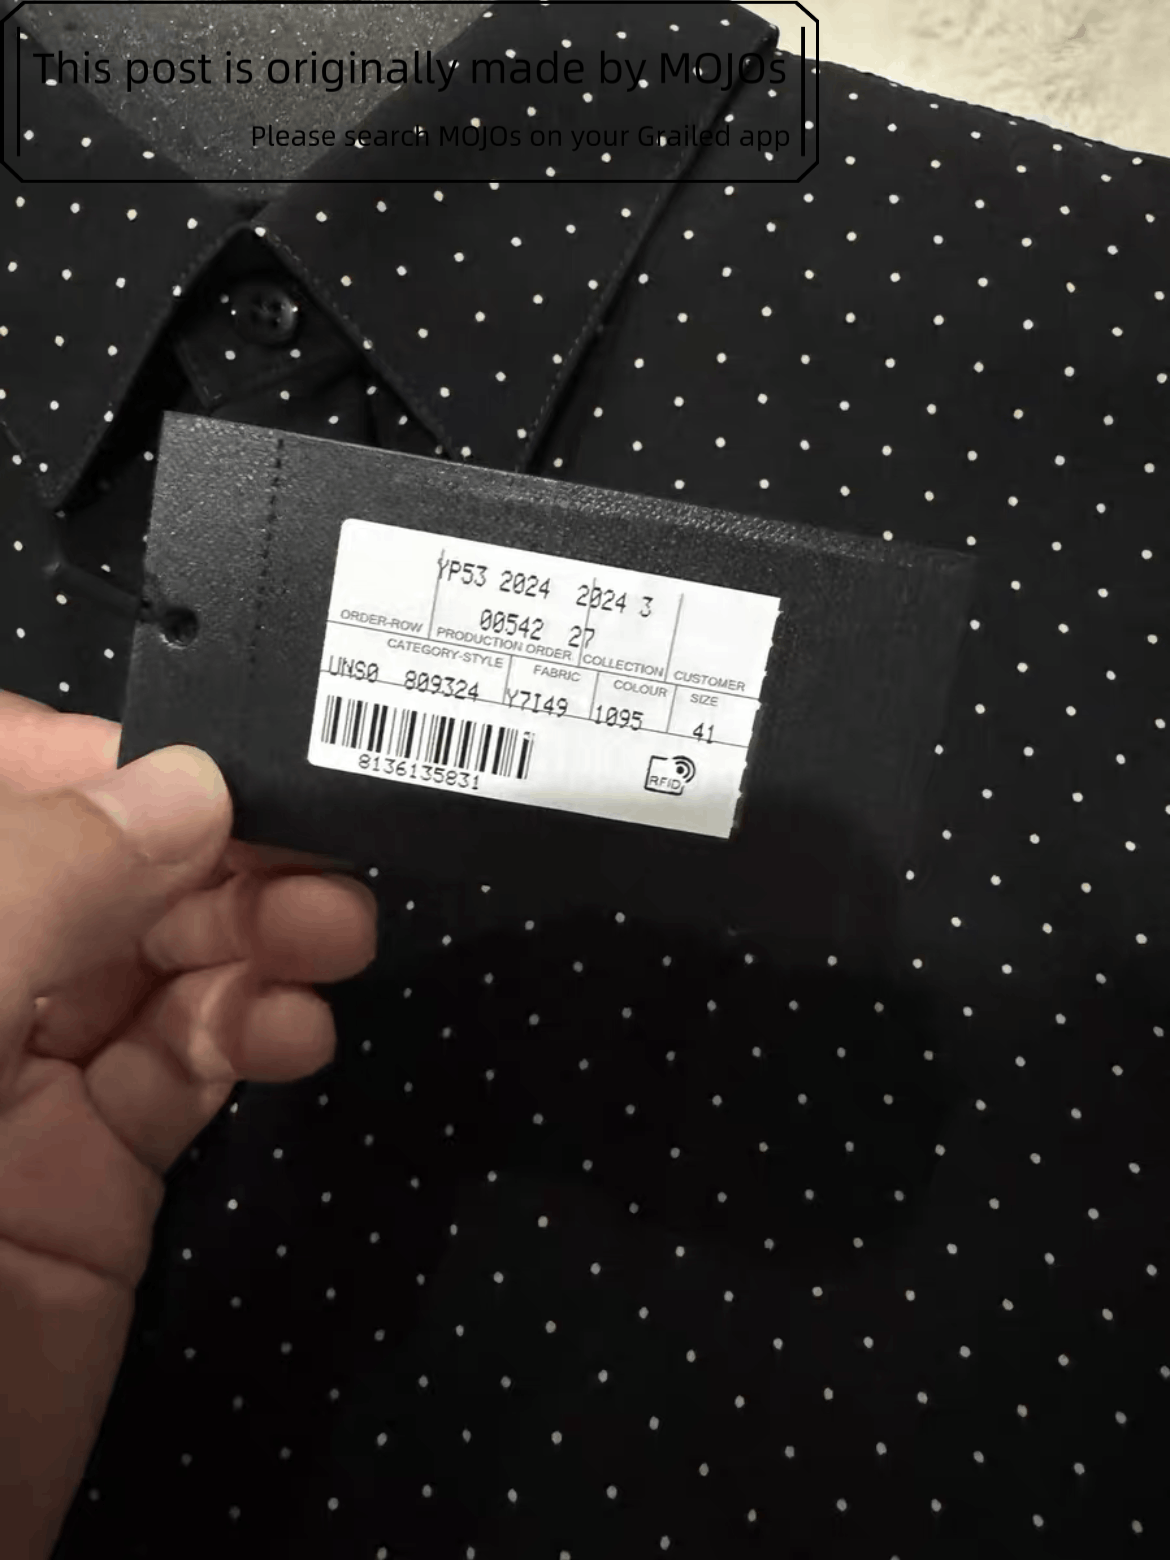 This post is originally made by MOJOs
Please search MOJOs on your Grailed app
YP53 2024 2024 3
00542 27
ORDER-ROW PRODUCTION ORDER COLLECTION CUSTOMER
CATEGORY-STYLE FABRIC COLOUR SIZE
UNS0 809324 Y7I49 1095 41
8136135831
RFID